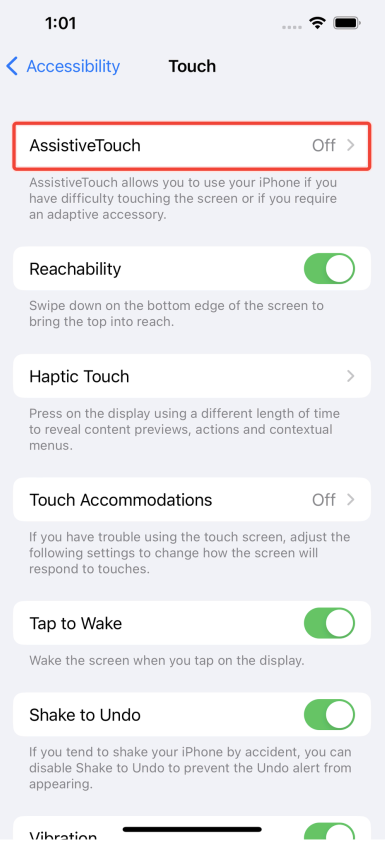 1:01
Accessibility
Touch
AssistiveTouch
Off
AssistiveTouch allows you to use your iPhone if you
have difficulty touching the screen or if you require
an adaptive accessory.
Reachability
Swipe down on the bottom edge of the screen to
bring the top into reach.
Haptic Touch
Press on the display using a different length of time
to reveal content previews, actions and contextual
menus.
Touch Accommodations
Off
If you have trouble using the touch screen, adjust the
following settings to change how the screen will
respond to touches.
Tap to Wake
Wake the screen when you tap on the display.
Shake to Undo
If you tend to shake your iPhone by accident, you can
disable Shake to Undo to prevent the Undo alert from
appearing.
Vibration